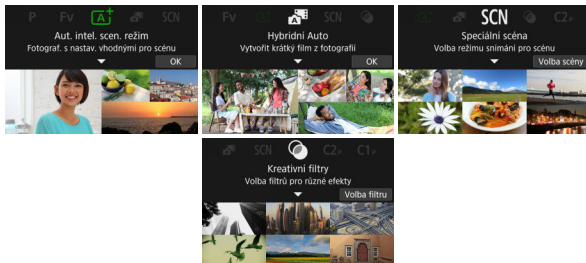 P Fv A+ SCN
Aut. intel. scen. režim
Fotograf. s nastav. vhodnými pro scénu
OK
Fv A+ SCN
Hybridní Auto
Vytvořit krátký film z fotografií
OK
A+ SCN C2
Speciální scéna
Volba režimu snímání pro scénu
Volba scény
SCN C2 C1
Kreativní filtry
Volba filtrů pro různé efekty
Volba filtru